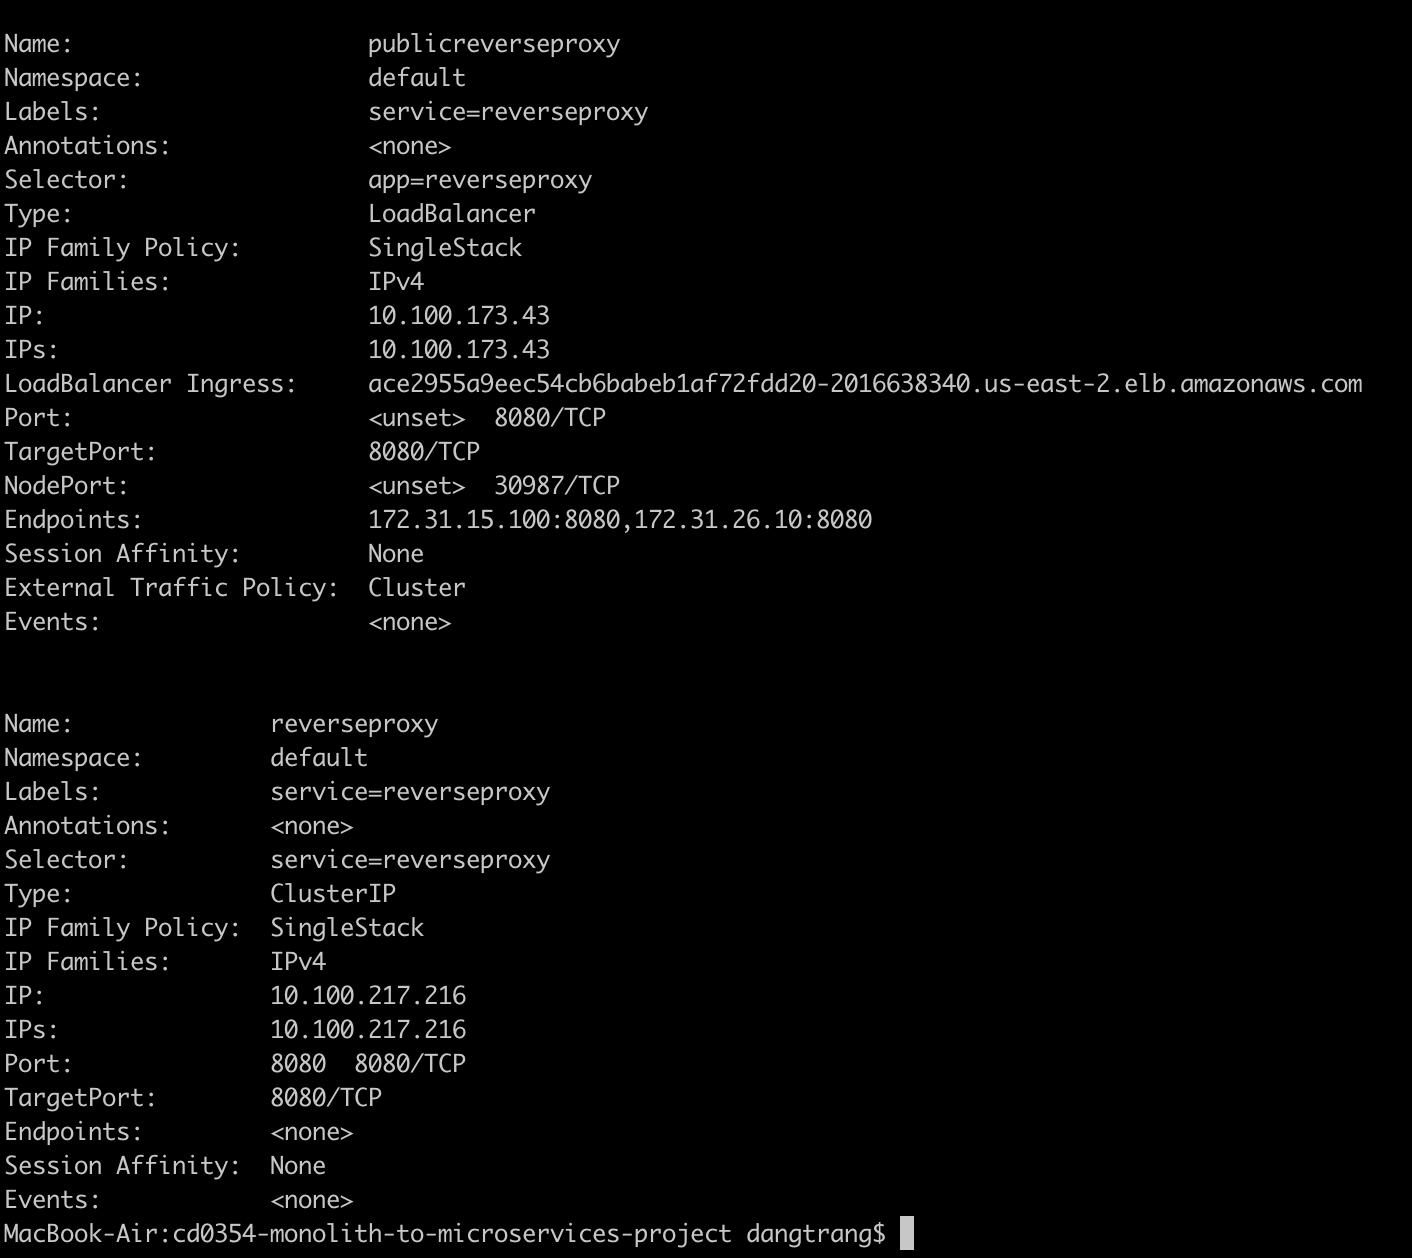 Name:                     publicreverseproxy
Namespace:                default
Labels:                   service=reverseproxy
Annotations:              <none>
Selector:                 app=reverseproxy
Type:                     LoadBalancer
IP Family Policy:         SingleStack
IP Families:              IPv4
IP:                       10.100.173.43
IPs:                      10.100.173.43
LoadBalancer Ingress:     ace2955a9eec54cb6babeb1af72fdd20-2016638340.us-east-2.elb.amazonaws.com
Port:                     <unset>  8080/TCP
TargetPort:               8080/TCP
NodePort:                 <unset>  30987/TCP
Endpoints:                172.31.15.100:8080,172.31.26.10:8080
Session Affinity:         None
External Traffic Policy:  Cluster
Events:                   <none>
Name:              reverseproxy
Namespace:         default
Labels:            service=reverseproxy
Annotations:       <none>
Selector:          service=reverseproxy
Type:              ClusterIP
IP Family Policy:  SingleStack
IP Families:       IPv4
IP:                10.100.217.216
IPs:               10.100.217.216
Port:              8080  8080/TCP
TargetPort:        8080/TCP
Endpoints:         <none>
Session Affinity:  None
Events:            <none>
MacBook-Air:cd0354-monolith-to-microservices-project dangtrang$